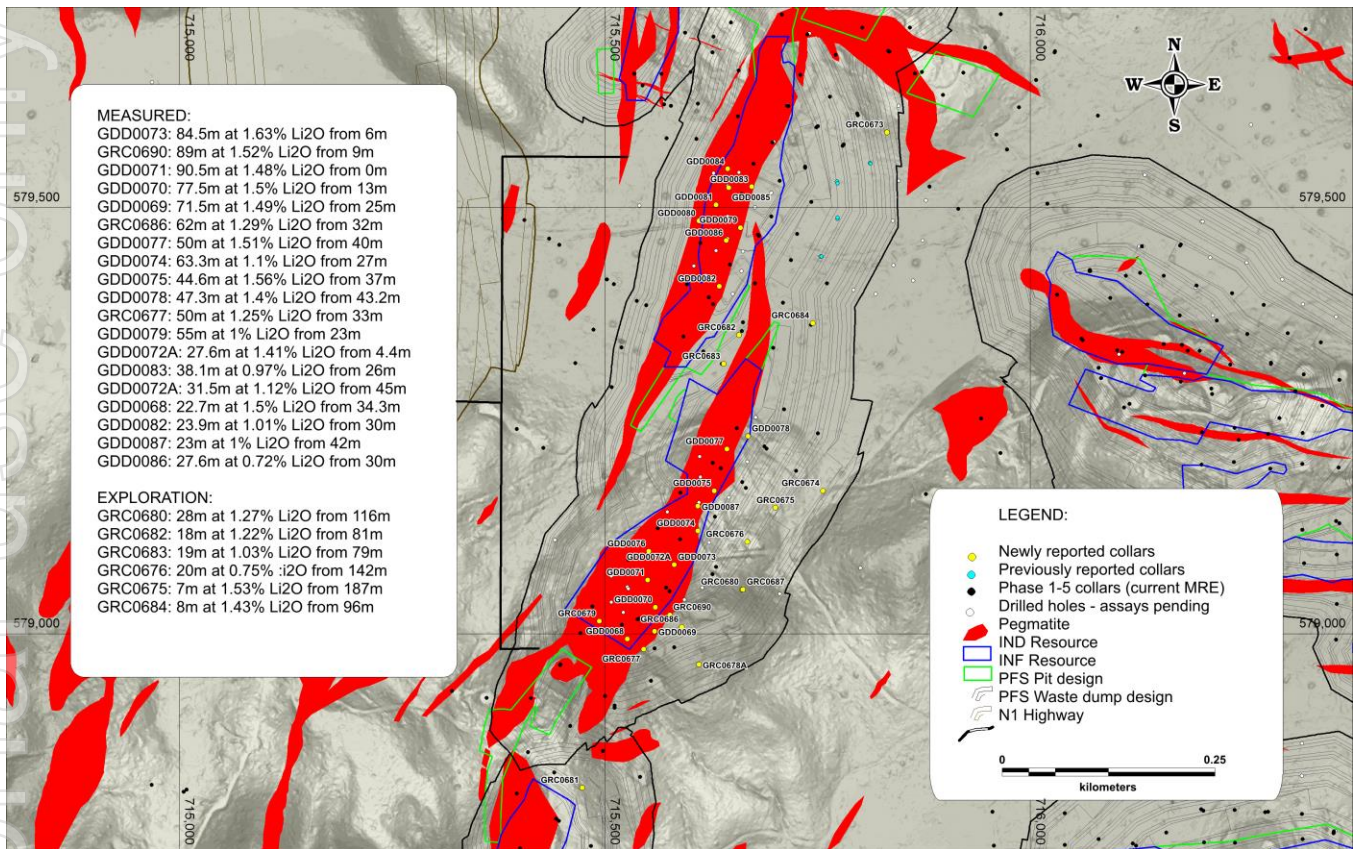 715,000
715,500
716,000
N
W
E
S
MEASURED:
GDD0073: 84.5m at 1.63% Li2O from 6m
GRC0690: 89m at 1.52% Li2O from 9m
GDD0071: 90.5m at 1.48% Li2O from 0m
GDD0070: 77.5m at 1.5% Li2O from 13m
GDD0069: 71.5m at 1.49% Li2O from 25m
GRC0686: 62m at 1.29% Li2O from 32m
GDD0077: 50m at 1.51% Li2O from 40m
GDD0074: 63.3m at 1.1% Li2O from 27m
GDD0075: 44.6m at 1.56% Li2O from 37m
GDD0078: 47.3m at 1.4% Li2O from 43.2m
GRC0677: 50m at 1.25% Li2O from 33m
GDD0079: 55m at 1% Li2O from 23m
GDD0072A: 27.6m at 1.41% Li2O from 4.4m
GDD0083: 38.1m at 0.97% Li2O from 26m
GDD0072A: 31.5m at 1.12% Li2O from 45m
GDD0068: 22.7m at 1.5% Li2O from 34.3m
GDD0082: 23.9m at 1.01% Li2O from 30m
GDD0087: 23m at 1% Li2O from 42m
GDD0086: 27.6m at 0.72% Li2O from 30m
EXPLORATION:
GRC0680: 28m at 1.27% Li2O from 116m
GRC0682: 18m at 1.22% Li2O from 81m
GRC0683: 19m at 1.03% Li2O from 79m
GRC0676: 20m at 0.75% :i2O from 142m
GRC0675: 7m at 1.53% Li2O from 187m
GRC0684: 8m at 1.43% Li2O from 96m
579,500
579,500
GRC0673
GDD0084
GDD0083
GDD0081
GDD0085
GDD0080
GDD0079
GDD0086
GDD0082
GRC0684
GRC0682
GRC0683
GDD0078
GDD0077
GDD0075
GRC0674
GDD0087
GRC0675
GDD0074
GRC0676
GDD0076
GDD0072A
GDD0073
GDD0071
GRC0680
GRC0687
GDD0070
GRC0690
GRC0679
GRC0686
GDD0068
GDD0069
GRC0677
GRC0678A
GRC0681
579,000
579,000
LEGEND:
Newly reported collars
Previously reported collars
Phase 1-5 collars (current MRE)
Drilled holes - assays pending
Pegmatite
IND Resource
INF Resource
PFS Pit design
PFS Waste dump design
N1 Highway
0
0.25
kilometers
715,000
715,500
716,000